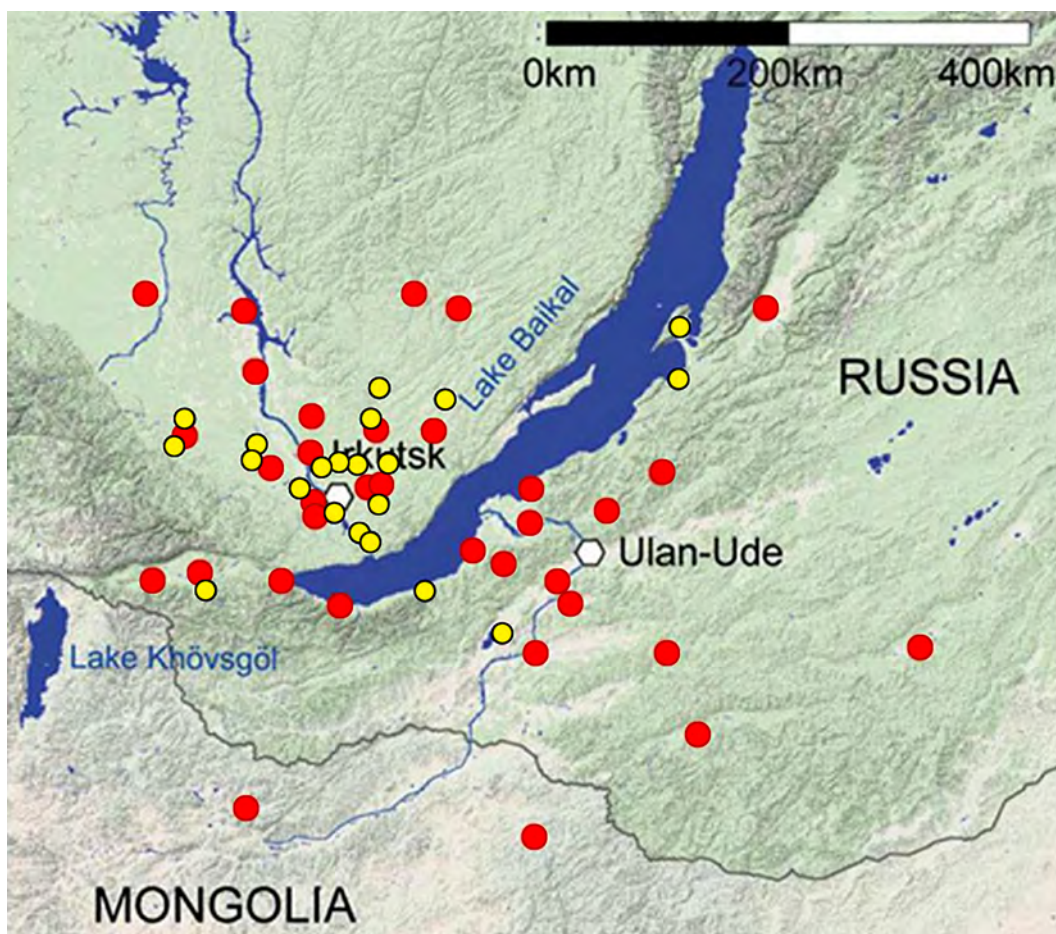 0km 200km 400km
Lake Baikal
RUSSIA
Irkutsk
Ulan-Ude
Lake Khövsgöl
MONGOLIA